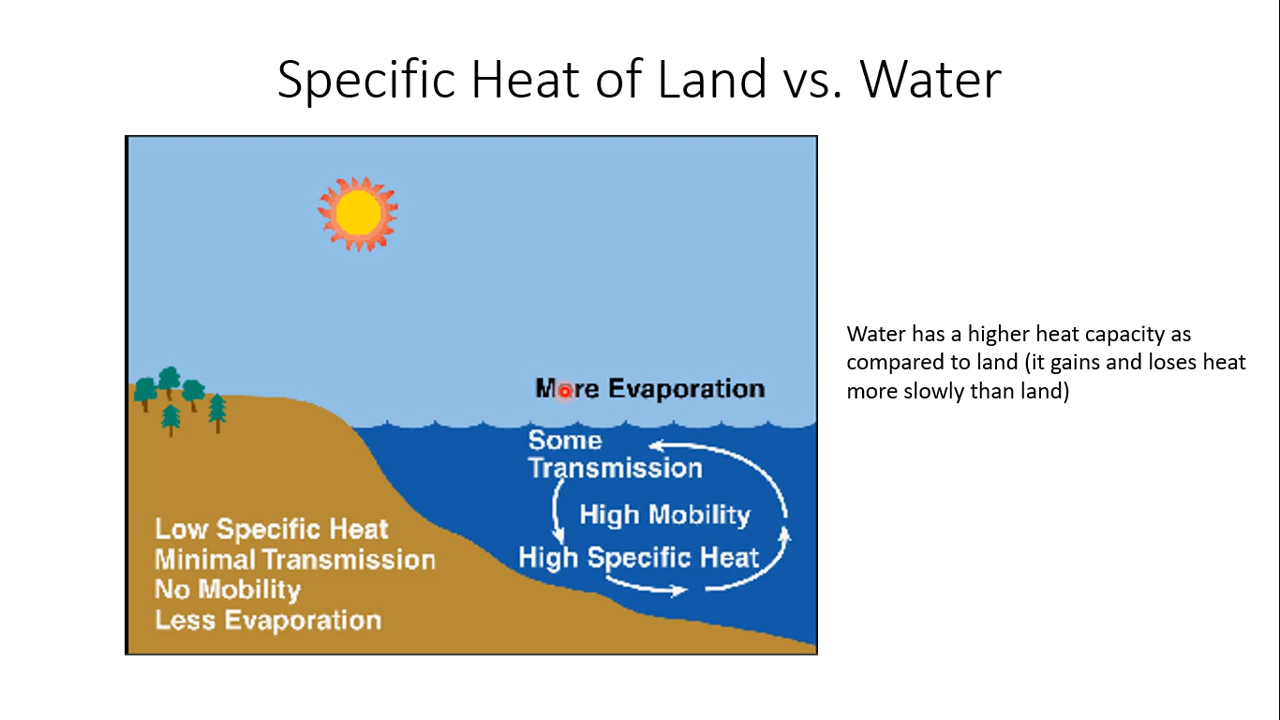 Specific Heat of Land vs. Water
More Evaporation
Some
Transmission
High Mobility
High Specific Heat
Low Specific Heat
Minimal Transmission
No Mobility
Less Evaporation
Water has a higher heat capacity as
compared to land (it gains and loses heat
more slowly than land)